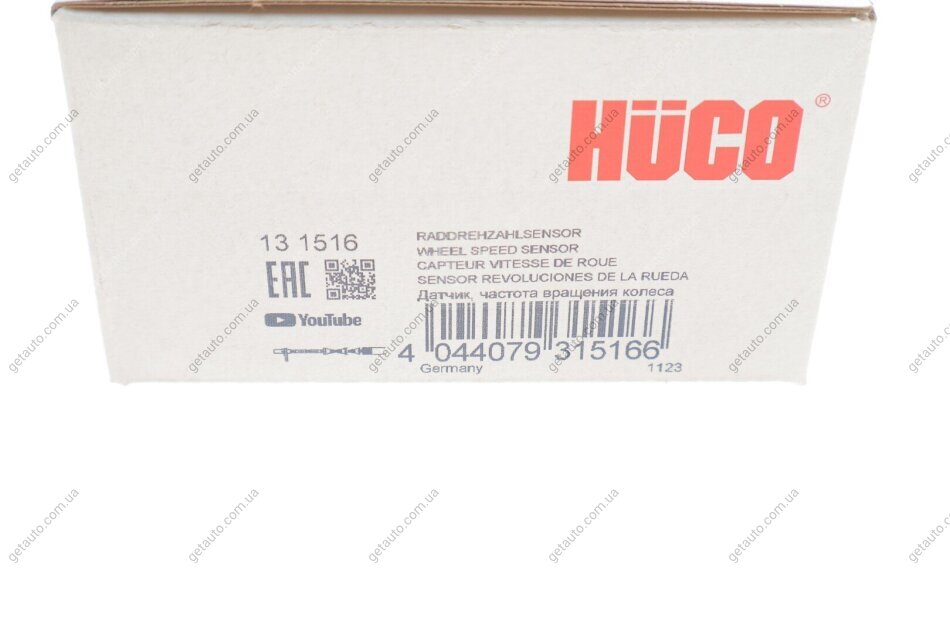 HÜCO®
13 1516
RADDREHZAHLSENSOR
WHEEL SPEED SENSOR
CAPTEUR VITESSE DE ROUE
SENSOR REVOLUCIONES DE LA RUEDA
Датчик, частота вращения колеса
EAC
YouTube
4 044079 315166
Germany
1123
getauto.com.ua